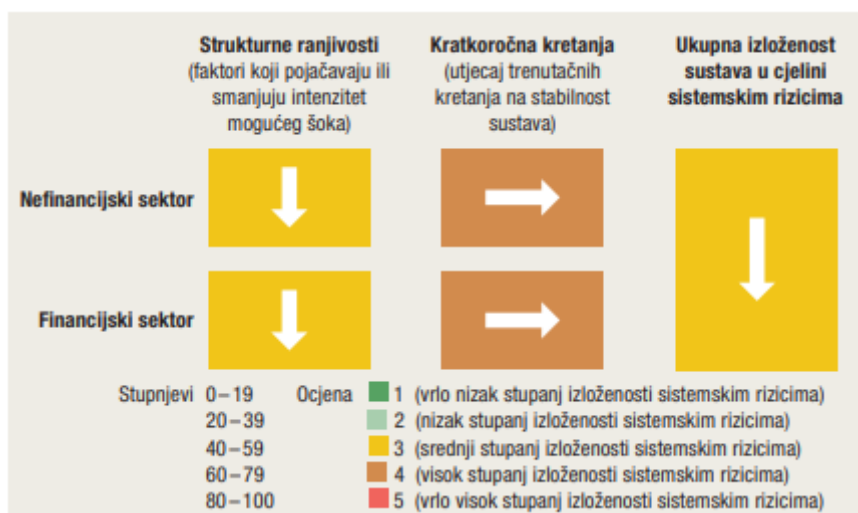 Strukturne ranjivosti
(faktori koji pojačavaju ili
smanjuju intenzitet
mogućeg šoka)
Kratkoročna kretanja
(utjecaj trenutačnih
kretanja na stabilnost
sustava)
Ukupna izloženost
sustava u cjelini
sistemskim rizicima
Nefinancijski sektor
Financijski sektor
Stupnjevi 0–19 Ocjena 1 (vrlo nizak stupanj izloženosti sistemskim rizicima)
20–39 2 (nizak stupanj izloženosti sistemskim rizicima)
40–59 3 (srednji stupanj izloženosti sistemskim rizicima)
60–79 4 (visok stupanj izloženosti sistemskim rizicima)
80–100 5 (vrlo visok stupanj izloženosti sistemskim rizicima)